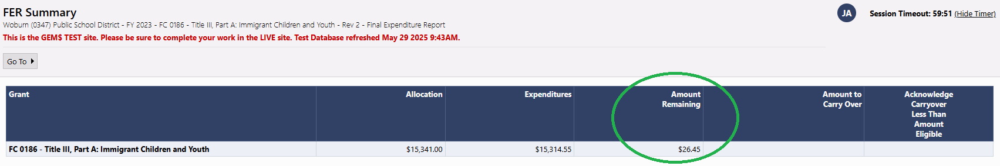 FER Summary
JA
Session Timeout: 59:51 (Hide Timer)
Woburn (0347) Public School District - FY 2023 - FC 0186 - Title III, Part A: Immigrant Children and Youth - Rev 2 - Final Expenditure Report
This is the GEM$ TEST site. Please be sure to complete your work in the LIVE site. Test Database refreshed May 29 2025 9:43AM.
Go To
Grant
Allocation
Expenditures
Amount
Remaining
Amount to
Carry Over
Acknowledge
Carryover
Less Than
Amount
Eligible
FC 0186 - Title III, Part A: Immigrant Children and Youth
$15,341.00
$15,314.55
$26.45